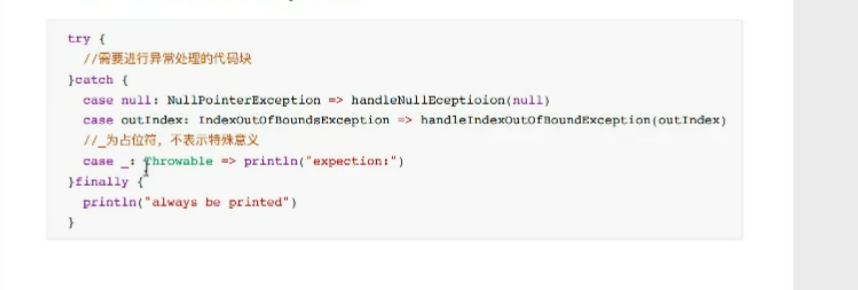 try {
//需要进行异常处理的代码块
}catch {
case null: NullPointerException => handleNullEceptioion(null)
case outIndex: IndexOutOfBoundsException => handleIndexOutOfBoundException(outIndex)
//_为占位符，不表示特殊意义
case _: Throwable => println("expection:")
}finally {
println("always be printed")
}